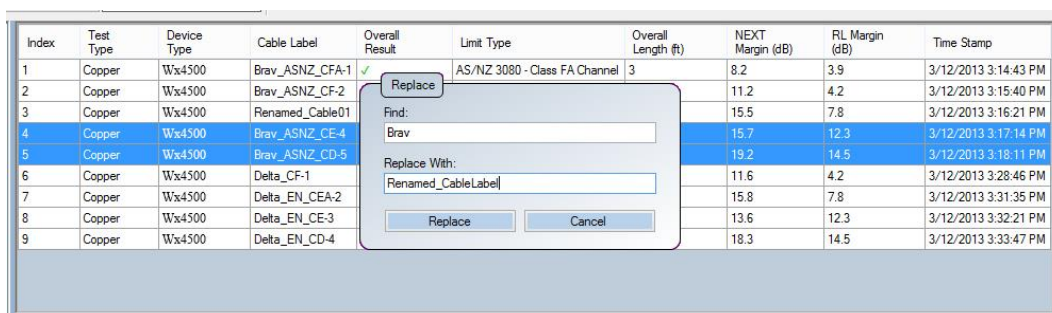 Index Test Type Device Type Cable Label Overall Result Limit Type Overall Length (ft) NEXT Margin (dB) RL Margin (dB) Time Stamp
1 Copper Wx4500 Brav_ASNZ_CFA-1 ✓ AS/NZ 3080 - Class FA Channel 3 8.2 3.9 3/12/2013 3:14:43 PM
2 Copper Wx4500 Brav_ASNZ_CF-2 11.2 4.2 3/12/2013 3:15:40 PM
3 Copper Wx4500 Renamed_Cable01 15.5 7.8 3/12/2013 3:16:21 PM
4 Copper Wx4500 Brav_ASNZ_CE-4 15.7 12.3 3/12/2013 3:17:14 PM
5 Copper Wx4500 Brav_ASNZ_CD-5 19.2 14.5 3/12/2013 3:18:11 PM
6 Copper Wx4500 Delta_CF-1 11.6 4.2 3/12/2013 3:28:46 PM
7 Copper Wx4500 Delta_EN_CEA-2 15.8 7.8 3/12/2013 3:31:35 PM
8 Copper Wx4500 Delta_EN_CE-3 13.6 12.3 3/12/2013 3:32:21 PM
9 Copper Wx4500 Delta_EN_CD-4 18.3 14.5 3/12/2013 3:33:47 PM
Replace
Find:
Brav
Replace With:
Renamed_CableLabel
Replace Cancel